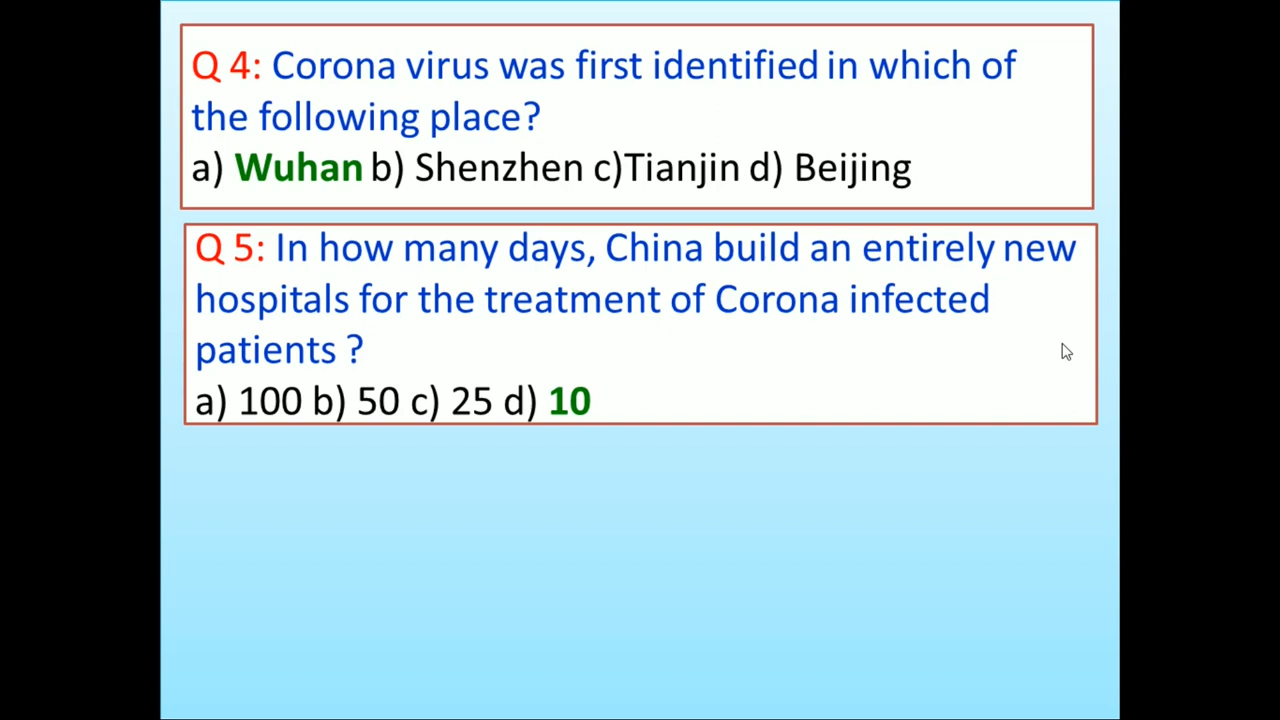 Q 4: Corona virus was first identified in which of
the following place?
a) Wuhan b) Shenzhen c)Tianjin d) Beijing
Q 5: In how many days, China build an entirely new
hospitals for the treatment of Corona infected
patients ?
a) 100 b) 50 c) 25 d) 10